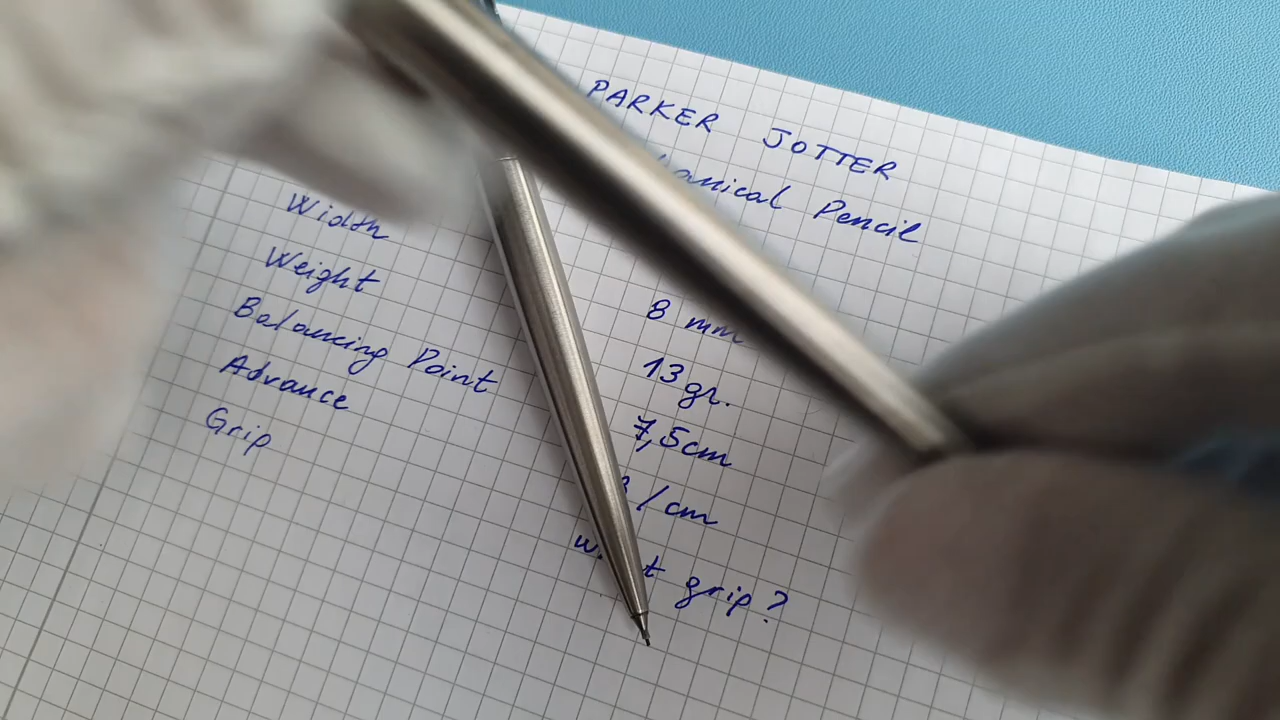 PARKER JOTTER
Pencil
Width 8 mm
Weight 13 gr.
Balancing Point 7,5cm
Advance /cm
Grip grip?